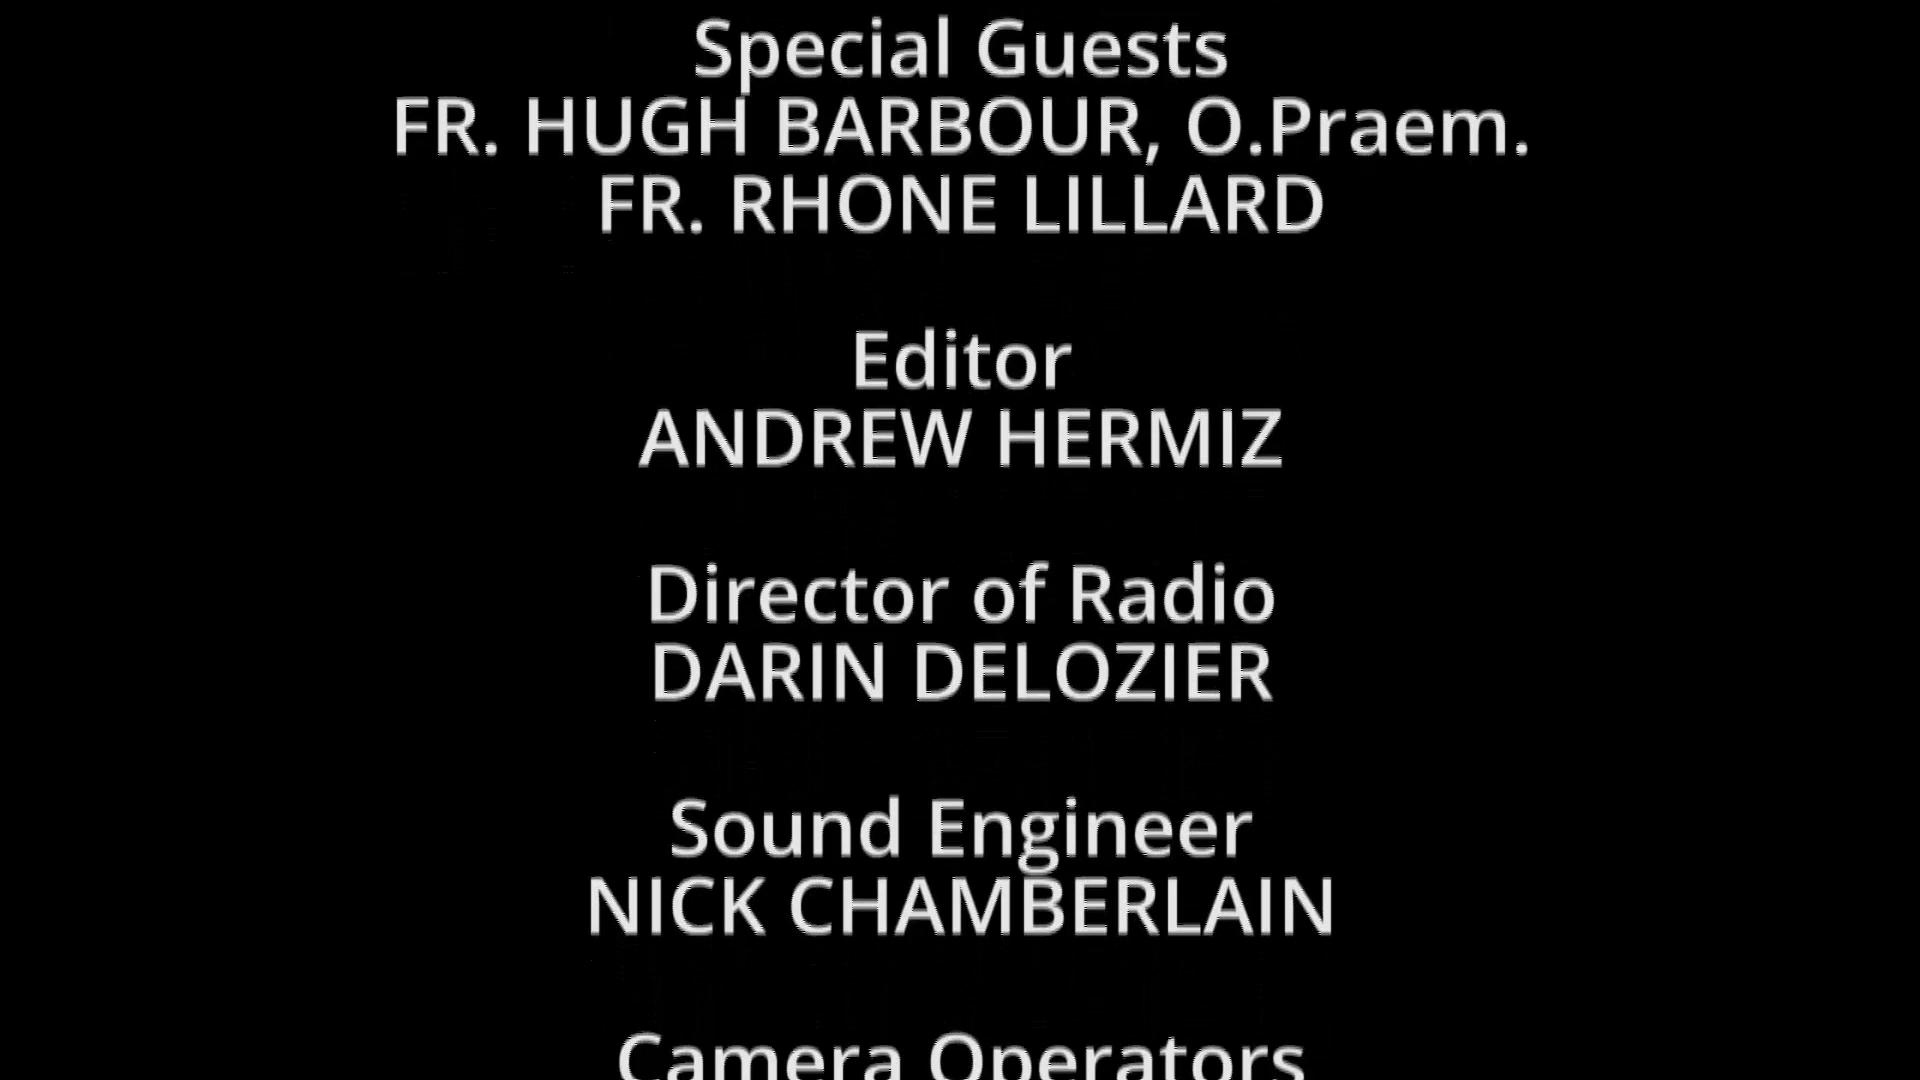 Special Guests
FR. HUGH BARBOUR, O.Praem.
FR. RHONE LILLARD
Editor
ANDREW HERMIZ
Director of Radio
DARIN DELOZIER
Sound Engineer
NICK CHAMBERLAIN
Camera Operators